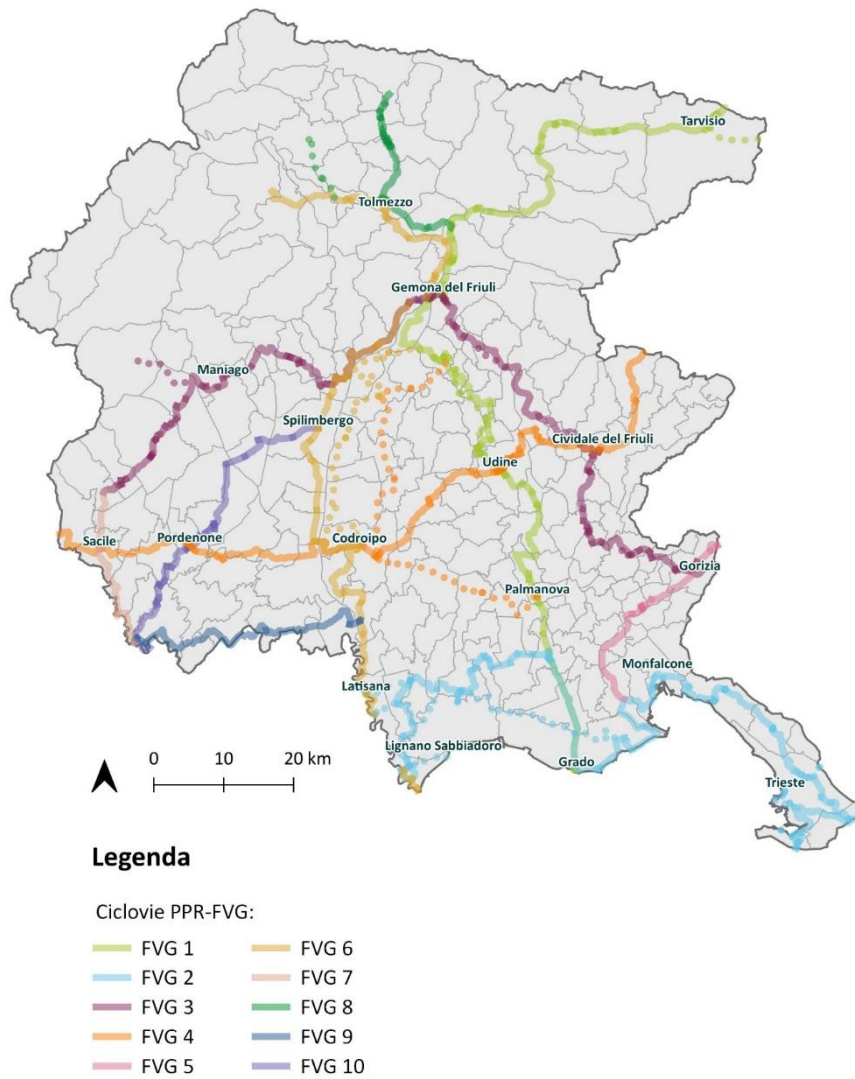 Tarvisio
Tolmezzo
Gemona del Friuli
Maniago
Spilimbergo
Cividale del Friuli
Udine
Sacile
Pordenone
Codroipo
Gorizia
Palmanova
Monfalcone
Latisana
Lignano Sabbiadoro
Grado
Trieste
0 10 20 km
Legenda
Ciclovie PPR-FVG:
FVG 1
FVG 2
FVG 3
FVG 4
FVG 5
FVG 6
FVG 7
FVG 8
FVG 9
FVG 10